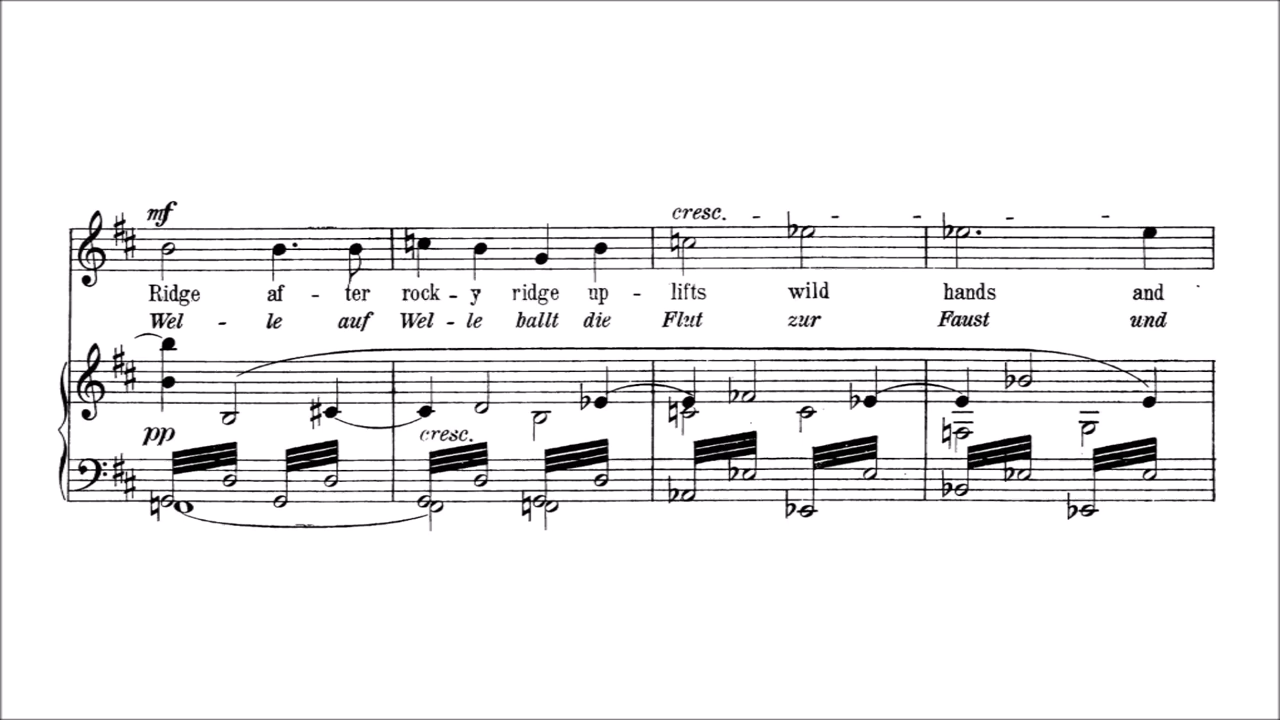 mf
cresc. - - - - -
Ridge af - ter rock - y ridge up - lifts wild hands and
Wel - le auf Wel - le ballt die Flut zur Faust und
pp
cresc.